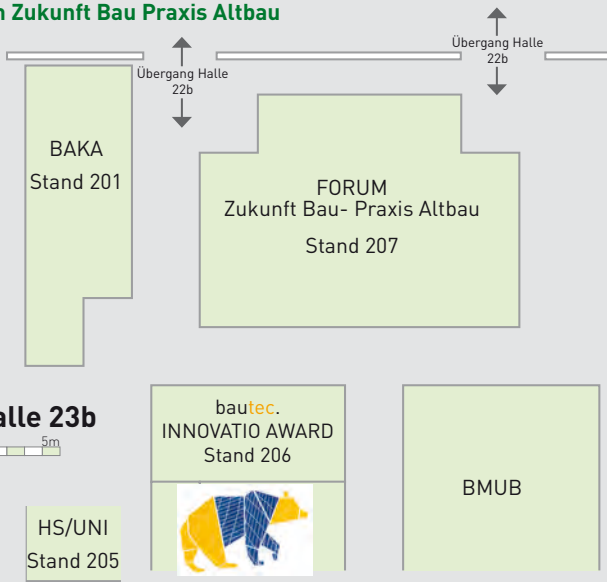 Zukunft Bau Praxis Altbau
Übergang Halle
22b
Übergang Halle
22b
BAKA
Stand 201
FORUM
Zukunft Bau- Praxis Altbau
Stand 207
alle 23b
5m
bautec.
INNOVATIO AWARD
Stand 206
BMUB
HS/UNI
Stand 205